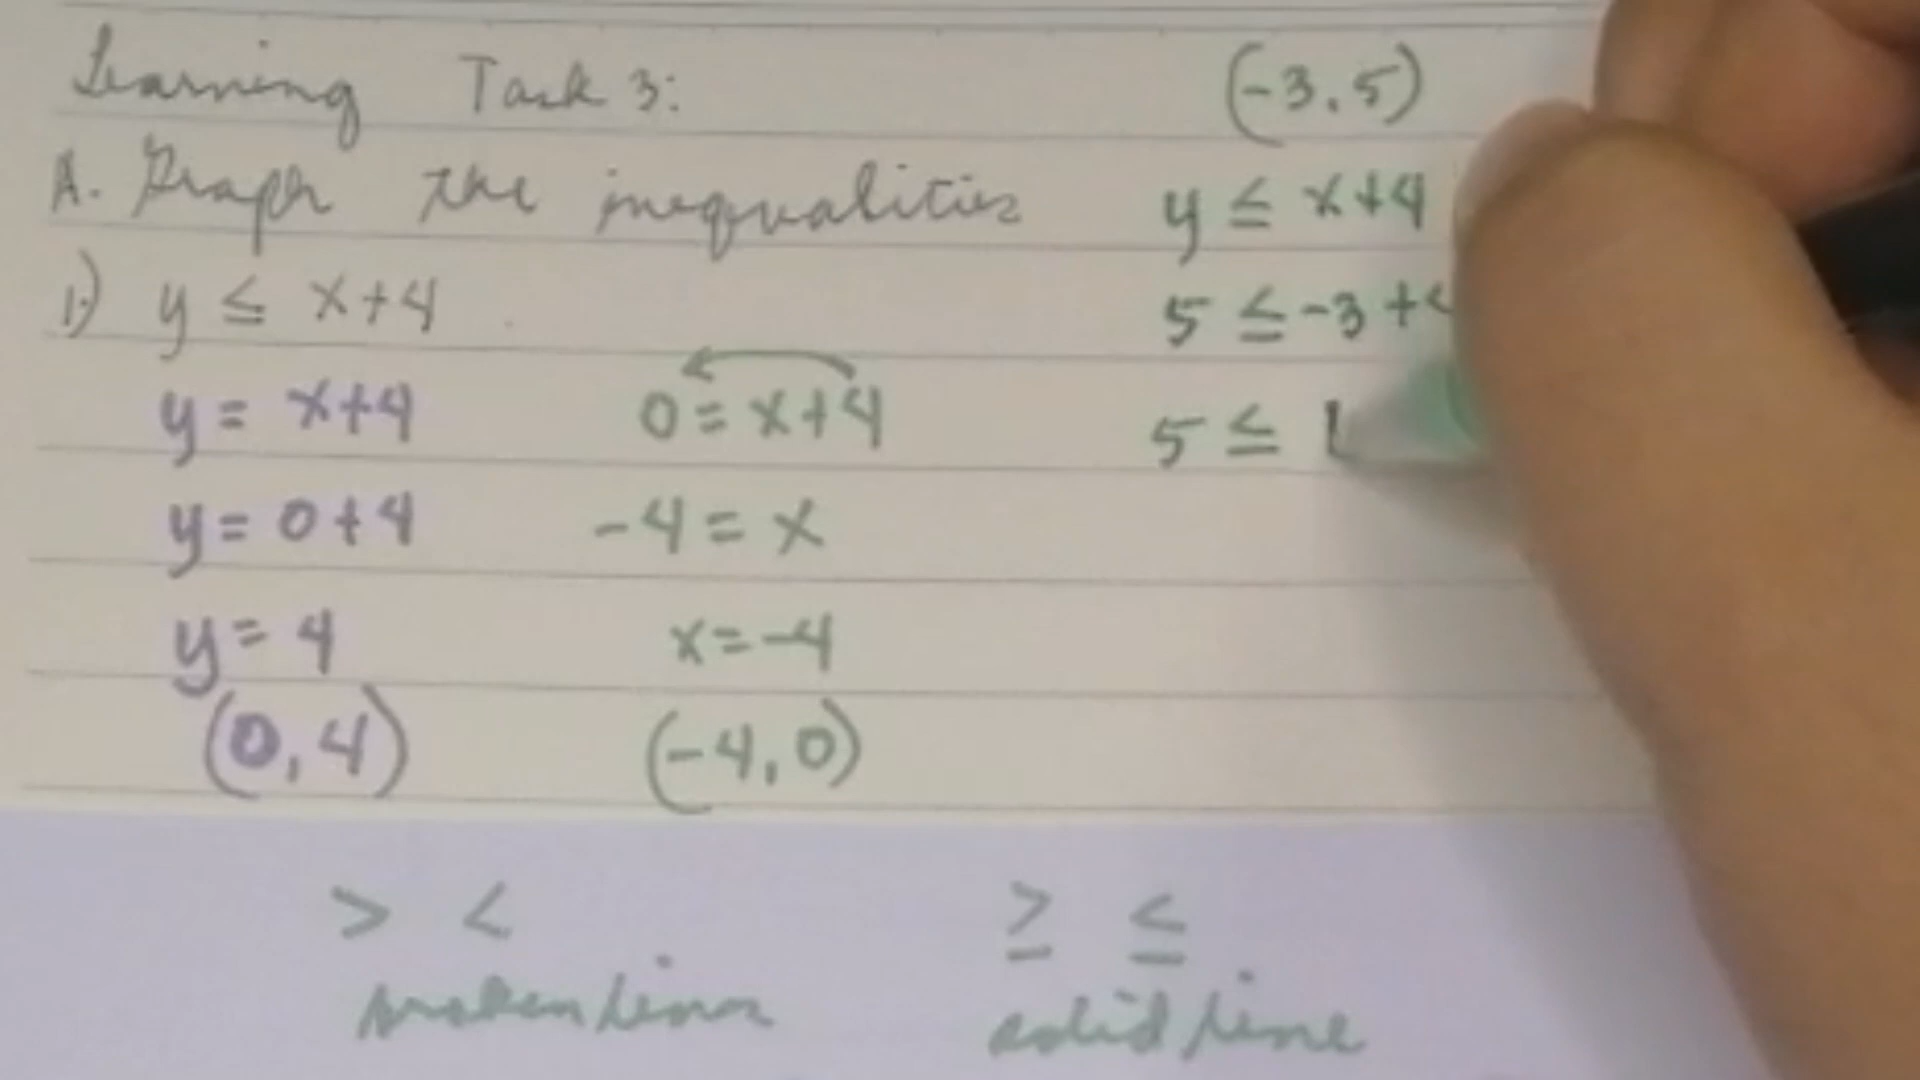 Learning Task 3:
A. Graph the inequalities
1.) y ≤ x+4
y = x+4
y = 0+4
y = 4
(0,4)
0 = x+4
-4 = x
x = -4
(-4,0)
(-3,5)
y ≤ x+4
5 ≤ -3 +
5 ≤
> <
broken lines
≥ ≤
solid line